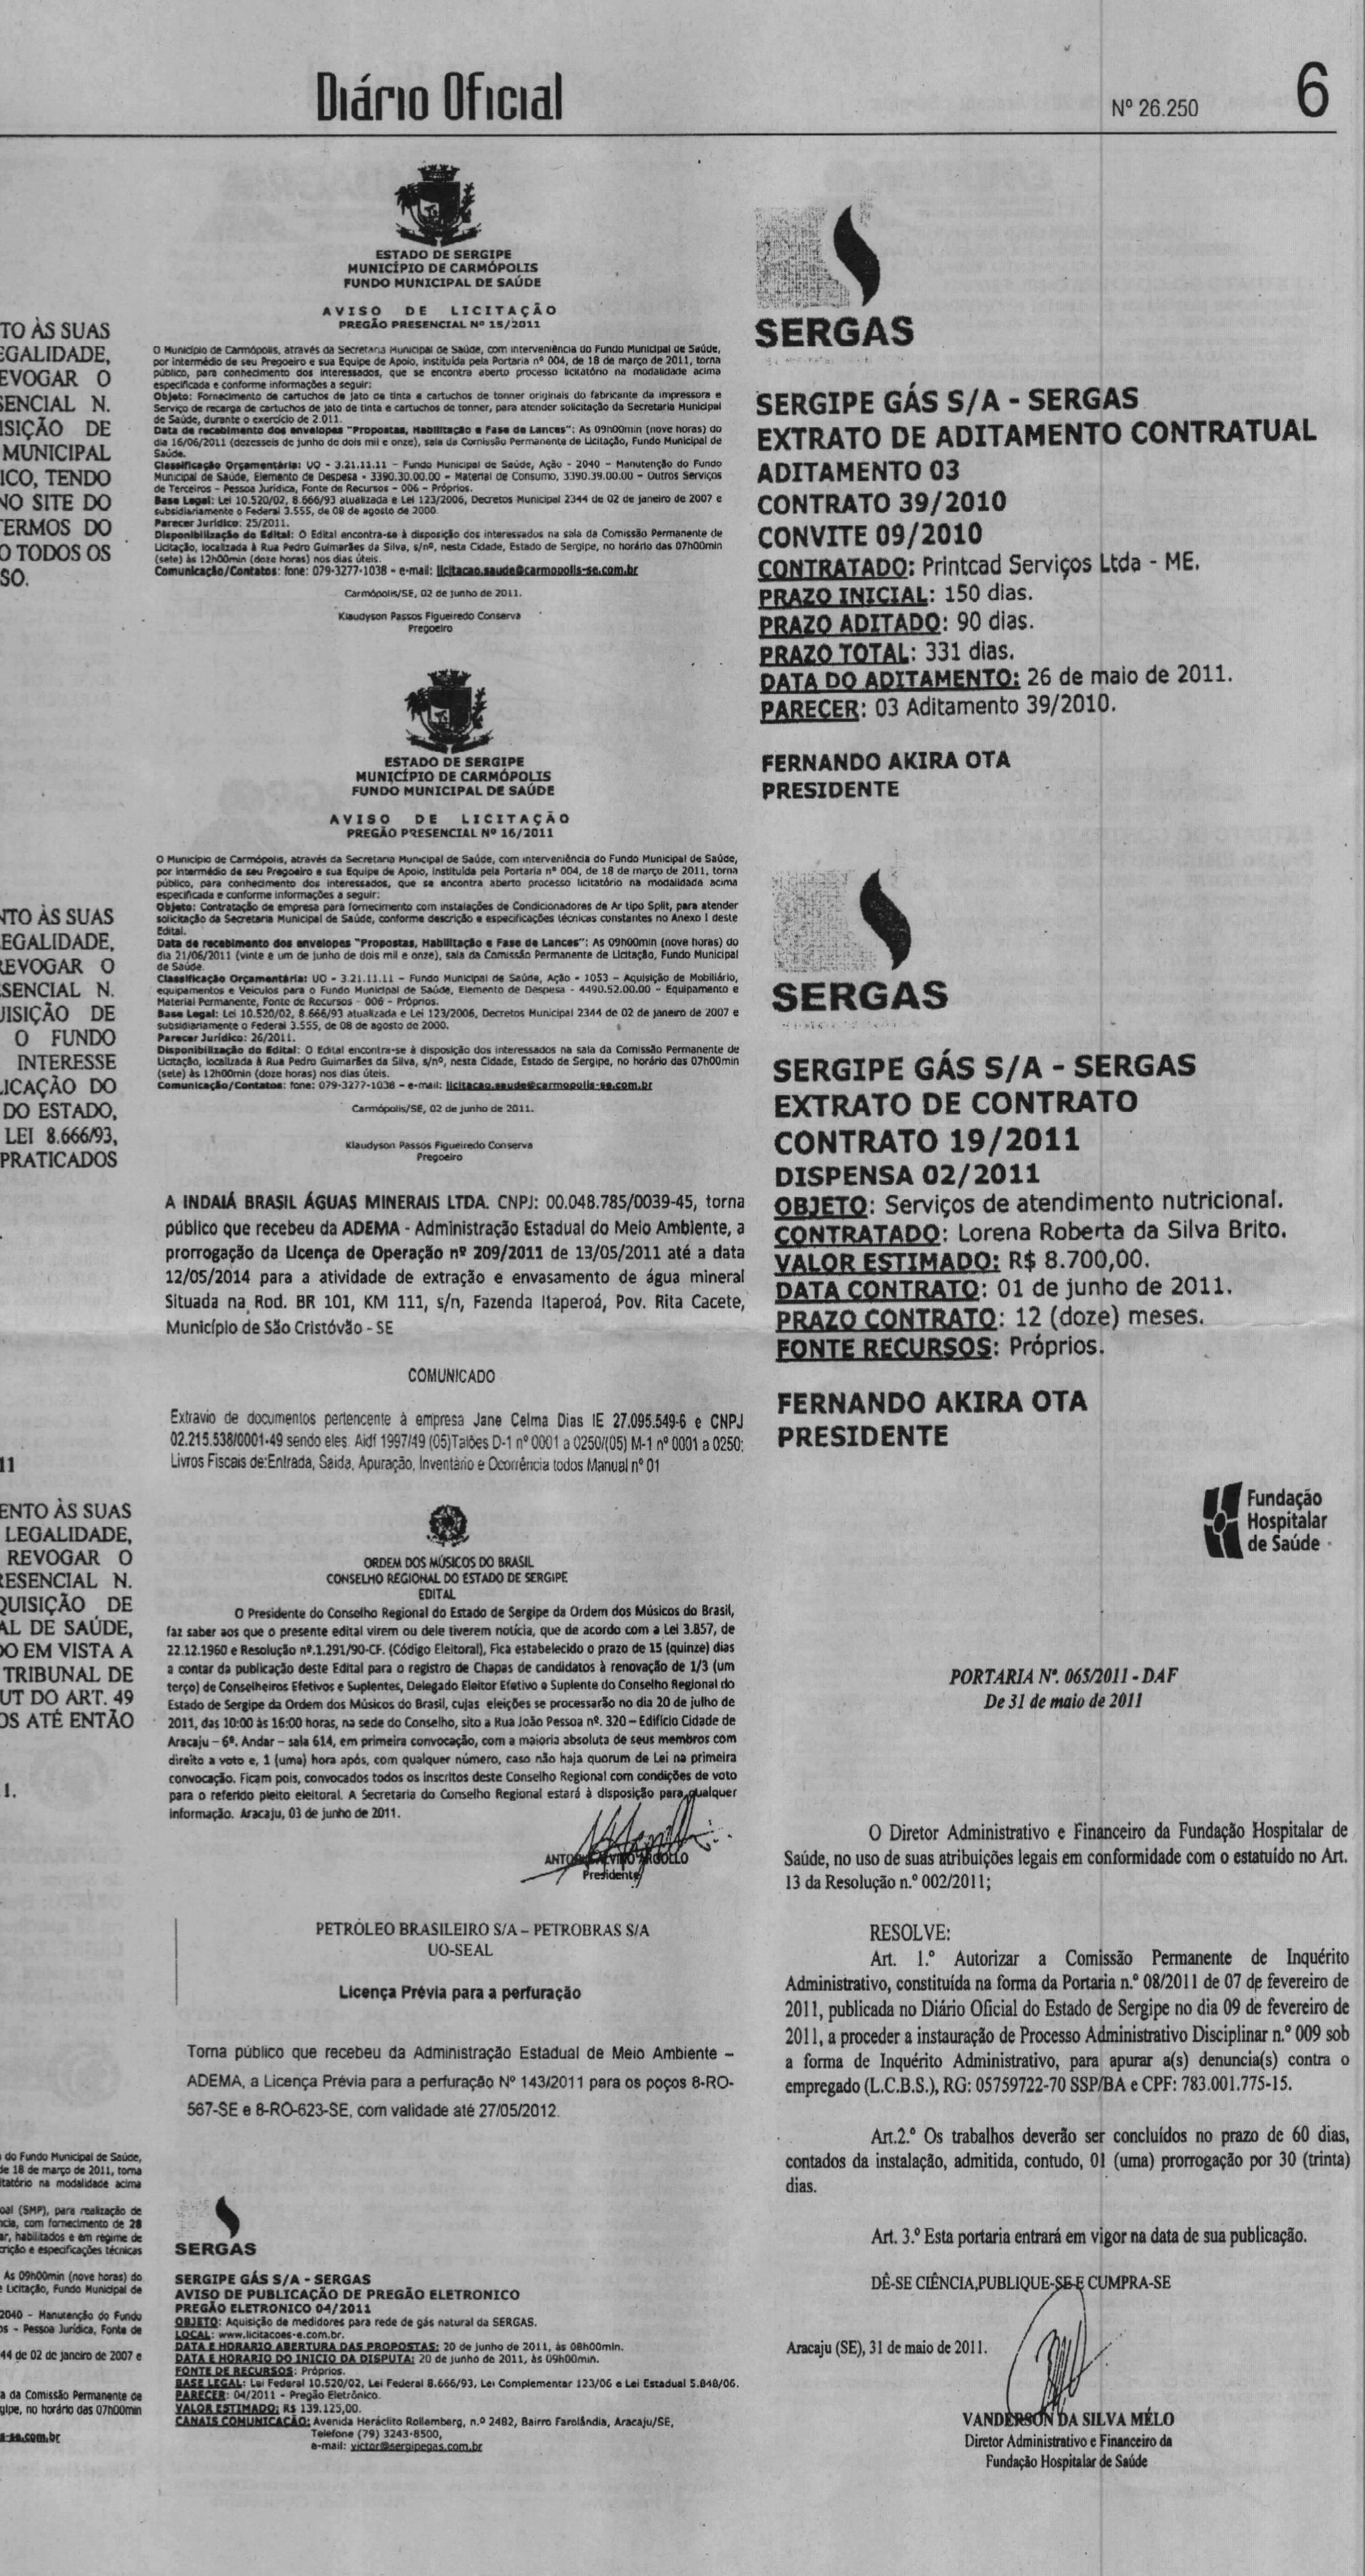 Diário Oficial
Nº 26.250
6
TO ÀS SUAS
EGALIDADE,
EVOGAR O
SENCIAL N.
ISIÇÃO DE
MUNICIPAL
ICO, TENDO
NO SITE DO
TERMOS DO
O TODOS OS
SO.
NTO ÀS SUAS
LEGALIDADE,
REVOGAR O
ESENCIAL N.
UISIÇÃO DE
O FUNDO
INTERESSE
LICAÇÃO DO
DO ESTADO,
LEI 8.666/93,
PRATICADOS
11
ENTO ÀS SUAS
LEGALIDADE,
REVOGAR O
RESENCIAL N.
QUISIÇÃO DE
AL DE SAÚDE,
DO EM VISTA A
TRIBUNAL DE
UT DO ART. 49
OS ATÉ ENTÃO
1.
do Fundo Municipal de Saúde,
de 18 de março de 2011, torna
itatório na modalidade acima
oal (SMP), para realização de
ncia, com fornecimento de 28
ar, habilitados e em regime de
crição e especificações técnicas
As 09h00min (nove horas) do
e Licitação, Fundo Municipal de
2040 – Manutenção do Fundo
os – Pessoa Jurídica, Fonte de
44 de 02 de janeiro de 2007 e
a da Comissão Permanente de
gipe, no horário das 07h00min
s-se.com.br
ESTADO DE SERGIPE
MUNICÍPIO DE CARMÓPOLIS
FUNDO MUNICIPAL DE SAÚDE
AVISO DE LICITAÇÃO
PREGÃO PRESENCIAL Nº 15/2011
O Município de Carmópolis, através da Secretaria Municipal de Saúde, com interveniência do Fundo Municipal de Saúde,
por intermédio de seu Pregoeiro e sua Equipe de Apoio, instituída pela Portaria nº 004, de 18 de março de 2011, torna
público, para conhecimento dos interessados, que se encontra aberto processo licitatório na modalidade acima
especificada e conforme informações a seguir:
Objeto: Fornecimento de cartuchos de jato de tinta e cartuchos de tonner originais do fabricante da impressora e
Serviço de recarga de cartuchos de jato de tinta e cartuchos de tonner, para atender solicitação da Secretaria Municipal
de Saúde, durante o exercício de 2.011.
Data de recebimento dos envelopes "Propostas, Habilitação e Fase de Lances": As 09h00min (nove horas) do
dia 16/06/2011 (dezesseis de junho de dois mil e onze), sala da Comissão Permanente de Licitação, Fundo Municipal de
Saúde.
Classificação Orçamentária: UO - 3.21.11.11 – Fundo Municipal de Saúde, Ação - 2040 – Manutenção do Fundo
Municipal de Saúde, Elemento de Despesa - 3390.30.00.00 – Material de Consumo, 3390.39.00.00 – Outros Serviços
de Terceiros – Pessoa Jurídica, Fonte de Recursos - 006 – Próprios.
Base Legal: Lei 10.520/02, 8.666/93 atualizada e Lei 123/2006, Decretos Municipal 2344 de 02 de janeiro de 2007 e
subsidiariamente o Federal 3.555, de 08 de agosto de 2000.
Parecer Jurídico: 25/2011.
Disponibilização do Edital: O Edital encontra-se à disposição dos interessados na sala da Comissão Permanente de
Licitação, localizada à Rua Pedro Guimarães da Silva, s/nº, nesta Cidade, Estado de Sergipe, no horário das 07h00min
(sete) às 12h00min (doze horas) nos dias úteis.
Comunicação/Contatos: fone: 079-3277-1038 – e-mail: licitacao.saude@carmopolis-se.com.br
Carmópolis/SE, 02 de junho de 2011.
Klaudyson Passos Figueiredo Conserva
Pregoeiro
ESTADO DE SERGIPE
MUNICÍPIO DE CARMÓPOLIS
FUNDO MUNICIPAL DE SAÚDE
AVISO DE LICITAÇÃO
PREGÃO PRESENCIAL Nº 16/2011
O Município de Carmópolis, através da Secretaria Municipal de Saúde, com interveniência do Fundo Municipal de Saúde,
por intermédio de seu Pregoeiro e sua Equipe de Apoio, instituída pela Portaria nº 004, de 18 de março de 2011, torna
público, para conhecimento dos interessados, que se encontra aberto processo licitatório na modalidade acima
especificada e conforme informações a seguir:
Objeto: Contratação de empresa para fornecimento com instalações de Condicionadores de Ar tipo Split, para atender
solicitação da Secretaria Municipal de Saúde, conforme descrição e especificações técnicas constantes no Anexo I deste
Edital.
Data de recebimento dos envelopes "Propostas, Habilitação e Fase de Lances": As 09h00min (nove horas) do
dia 21/06/2011 (vinte e um de junho de dois mil e onze), sala da Comissão Permanente de Licitação, Fundo Municipal
de Saúde.
Classificação Orçamentária: UO - 3.21.11.11 – Fundo Municipal de Saúde, Ação - 1053 – Aquisição de Mobiliário,
equipamentos e Veículos para o Fundo Municipal de Saúde, Elemento de Despesa - 4490.52.00.00 – Equipamento e
Material Permanente, Fonte de Recursos - 006 – Próprios.
Base Legal: Lei 10.520/02, 8.666/93 atualizada e Lei 123/2006, Decretos Municipal 2344 de 02 de janeiro de 2007 e
subsidiariamente o Federal 3.555, de 08 de agosto de 2000.
Parecer Jurídico: 26/2011.
Disponibilização do Edital: O Edital encontra-se à disposição dos interessados na sala da Comissão Permanente de
Licitação, localizada à Rua Pedro Guimarães da Silva, s/nº, nesta Cidade, Estado de Sergipe, no horário das 07h00min
(sete) às 12h00min (doze horas) nos dias úteis.
Comunicação/Contatos: fone: 079-3277-1038 – e-mail: licitacao.saude@carmopolis-se.com.br
Carmópolis/SE, 02 de junho de 2011.
Klaudyson Passos Figueiredo Conserva
Pregoeiro
A INDAIÁ BRASIL ÁGUAS MINERAIS LTDA. CNPJ: 00.048.785/0039-45, torna
público que recebeu da ADEMA - Administração Estadual do Meio Ambiente, a
prorrogação da Licença de Operação nº 209/2011 de 13/05/2011 até a data
12/05/2014 para a atividade de extração e envasamento de água mineral
Situada na Rod. BR 101, KM 111, s/n, Fazenda Itaperoá, Pov. Rita Cacete,
Município de São Cristóvão - SE
COMUNICADO
Extravio de documentos pertencente à empresa Jane Celma Dias IE 27.095.549-6 e CNPJ
02.215.538/0001-49 sendo eles. Aidf 1997/49 (05)Talões D-1 nº 0001 a 0250/(05) M-1 nº 0001 a 0250;
Livros Fiscais de:Entrada, Saida, Apuração, Inventário e Ocorrência todos Manual nº 01
ORDEM DOS MÚSICOS DO BRASIL
CONSELHO REGIONAL DO ESTADO DE SERGIPE
EDITAL
O Presidente do Conselho Regional do Estado de Sergipe da Ordem dos Músicos do Brasil,
faz saber aos que o presente edital virem ou dele tiverem notícia, que de acordo com a Lei 3.857, de
22.12.1960 e Resolução nº.1.291/90-CF. (Código Eleitoral), Fica estabelecido o prazo de 15 (quinze) dias
a contar da publicação deste Edital para o registro de Chapas de candidatos à renovação de 1/3 (um
terço) de Conselheiros Efetivos e Suplentes, Delegado Eleitor Efetivo e Suplente do Conselho Regional do
Estado de Sergipe da Ordem dos Músicos do Brasil, cujas eleições se processarão no dia 20 de julho de
2011, das 10:00 às 16:00 horas, na sede do Conselho, sito a Rua João Pessoa nº. 320 – Edifício Cidade de
Aracaju – 6º. Andar – sala 614, em primeira convocação, com a maioria absoluta de seus membros com
direito a voto e, 1 (uma) hora após, com qualquer número, caso não haja quorum de Lei na primeira
convocação. Ficam pois, convocados todos os inscritos deste Conselho Regional com condições de voto
para o referido pleito eleitoral. A Secretaria do Conselho Regional estará à disposição para qualquer
informação. Aracaju, 03 de junho de 2011.
Presidente
PETRÓLEO BRASILEIRO S/A – PETROBRAS S/A
UO-SEAL
Licença Prévia para a perfuração
Torna público que recebeu da Administração Estadual de Meio Ambiente –
ADEMA, a Licença Prévia para a perfuração Nº 143/2011 para os poços 8-RO-
567-SE e 8-RO-623-SE, com validade até 27/05/2012.
SERGAS
SERGIPE GÁS S/A - SERGAS
AVISO DE PUBLICAÇÃO DE PREGÃO ELETRONICO
PREGÃO ELETRONICO 04/2011
OBJETO: Aquisição de medidores para rede de gás natural da SERGAS.
LOCAL: www.licitacoes-e.com.br.
DATA E HORARIO ABERTURA DAS PROPOSTAS: 20 de junho de 2011, às 08h00min.
DATA E HORARIO DO INICIO DA DISPUTA: 20 de junho de 2011, às 09h00min.
FONTE DE RECURSOS: Próprios.
BASE LEGAL: Lei Federal 10.520/02, Lei Federal 8.666/93, Lei Complementar 123/06 e Lei Estadual 5.848/06.
PARECER: 04/2011 - Pregão Eletrônico.
VALOR ESTIMADO: R$ 139.125,00.
CANAIS COMUNICAÇÃO: Avenida Heráclito Rollemberg, n.º 2482, Bairro Farolândia, Aracaju/SE,
Telefone (79) 3243-8500,
e-mail: victor@sergipegas.com.br
SERGAS
SERGIPE GÁS S/A - SERGAS
EXTRATO DE ADITAMENTO CONTRATUAL
ADITAMENTO 03
CONTRATO 39/2010
CONVITE 09/2010
CONTRATADO: Printcad Serviços Ltda - ME.
PRAZO INICIAL: 150 dias.
PRAZO ADITADO: 90 dias.
PRAZO TOTAL: 331 dias.
DATA DO ADITAMENTO: 26 de maio de 2011.
PARECER: 03 Aditamento 39/2010.
FERNANDO AKIRA OTA
PRESIDENTE
SERGAS
SERGIPE GÁS S/A - SERGAS
EXTRATO DE CONTRATO
CONTRATO 19/2011
DISPENSA 02/2011
OBJETO: Serviços de atendimento nutricional.
CONTRATADO: Lorena Roberta da Silva Brito.
VALOR ESTIMADO: R$ 8.700,00.
DATA CONTRATO: 01 de junho de 2011.
PRAZO CONTRATO: 12 (doze) meses.
FONTE RECURSOS: Próprios.
FERNANDO AKIRA OTA
PRESIDENTE
Fundação
Hospitalar
de Saúde
PORTARIA Nº. 065/2011 - DAF
De 31 de maio de 2011
O Diretor Administrativo e Financeiro da Fundação Hospitalar de
Saúde, no uso de suas atribuições legais em conformidade com o estatuído no Art.
13 da Resolução n.º 002/2011;
RESOLVE:
Art. 1.º Autorizar a Comissão Permanente de Inquérito
Administrativo, constituída na forma da Portaria n.º 08/2011 de 07 de fevereiro de
2011, publicada no Diário Oficial do Estado de Sergipe no dia 09 de fevereiro de
2011, a proceder a instauração de Processo Administrativo Disciplinar n.º 009 sob
a forma de Inquérito Administrativo, para apurar a(s) denuncia(s) contra o
empregado (L.C.B.S.), RG: 05759722-70 SSP/BA e CPF: 783.001.775-15.
Art.2.º Os trabalhos deverão ser concluídos no prazo de 60 dias,
contados da instalação, admitida, contudo, 01 (uma) prorrogação por 30 (trinta)
dias.
Art. 3.º Esta portaria entrará em vigor na data de sua publicação.
DÊ-SE CIÊNCIA,PUBLIQUE-SE E CUMPRA-SE
Aracaju (SE), 31 de maio de 2011.
VANDERSON DA SILVA MÉLO
Diretor Administrativo e Financeiro da
Fundação Hospitalar de Saúde